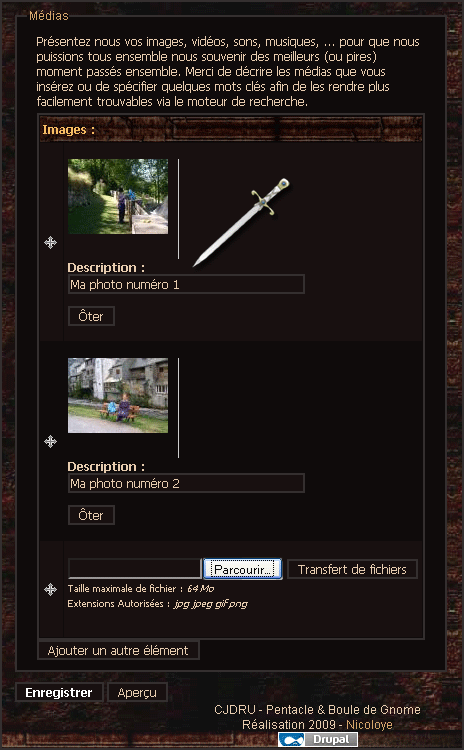 Médias
Présentez nous vos images, vidéos, sons, musiques, ... pour que nous
puissions tous ensemble nous souvenir des meilleurs (ou pires)
moment passés ensemble. Merci de décrire les médias que vous
insérez ou de spécifier quelques mots clés afin de les rendre plus
facilement trouvables via le moteur de recherche.
Images :
Description :
Ma photo numéro 1
Ôter
Description :
Ma photo numéro 2
Ôter
Parcourir... Transfert de fichiers
Taille maximale de fichier : 64 Mo
Extensions Autorisées : jpg jpeg gif png
Ajouter un autre élément
Enregistrer Aperçu
CJDRU - Pentacle & Boule de Gnome
Réalisation 2009 - Nicoloye
Drupal